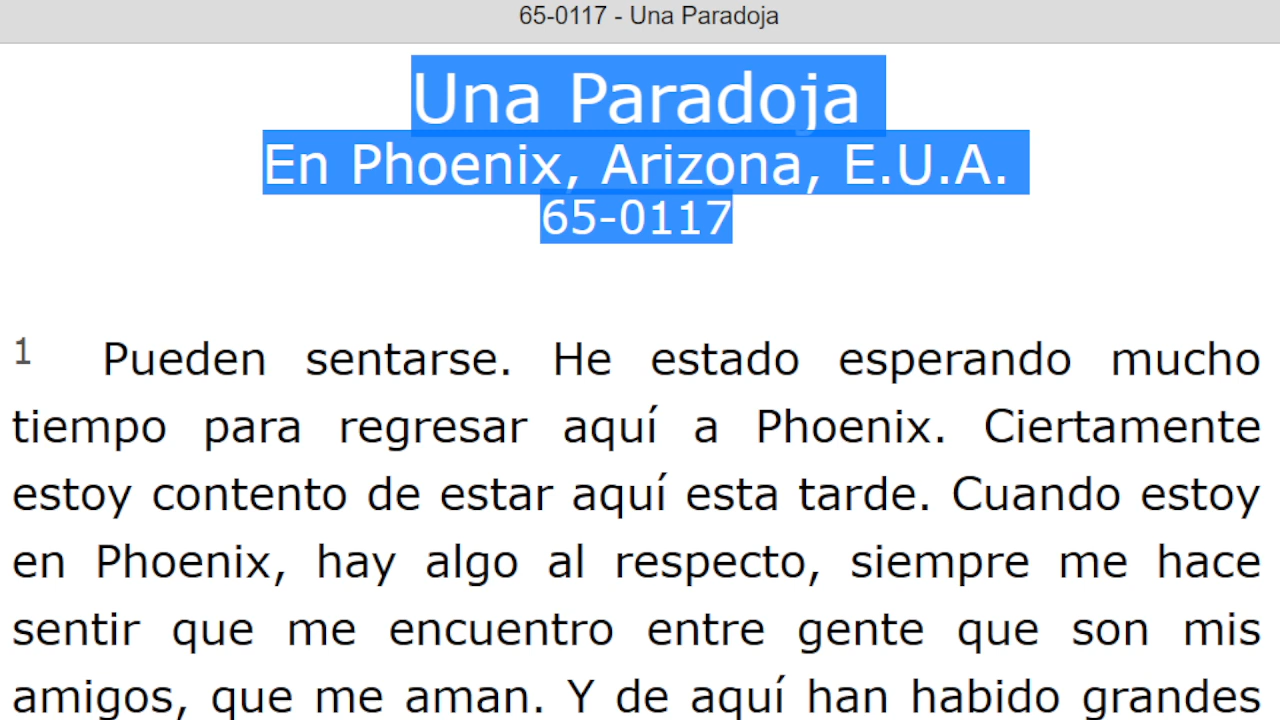 65-0117 - Una Paradoja
Una Paradoja
En Phoenix, Arizona, E.U.A.
65-0117
1 Pueden sentarse. He estado esperando mucho
tiempo para regresar aquí a Phoenix. Ciertamente
estoy contento de estar aquí esta tarde. Cuando estoy
en Phoenix, hay algo al respecto, siempre me hace
sentir que me encuentro entre gente que son mis
amigos, que me aman. Y de aquí han habido grandes